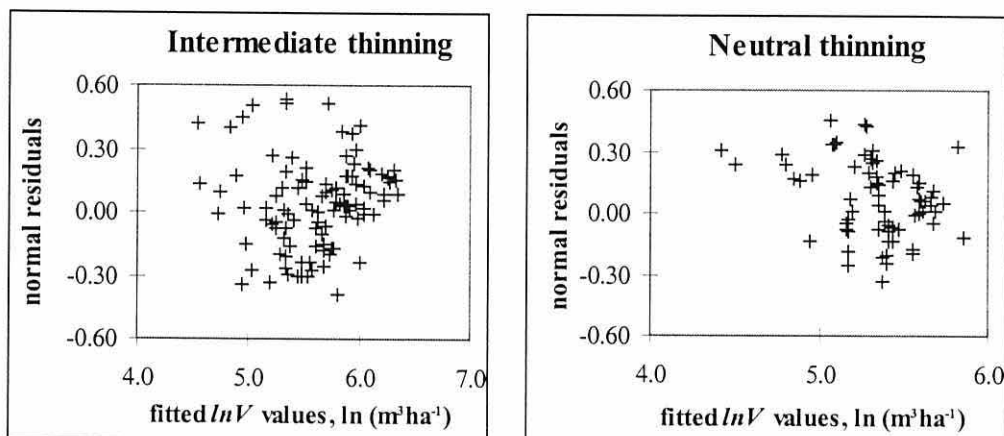 Intermediate thinning
normal residuals
0.60
0.30
0.00
-0.30
-0.60
4.0 5.0 6.0 7.0
fitted lnV values, ln (m³ha⁻¹)
Neutral thinning
normal residuals
0.60
0.30
0.00
-0.30
-0.60
4.0 5.0 6.0
fitted lnV values, ln (m³ha⁻¹)